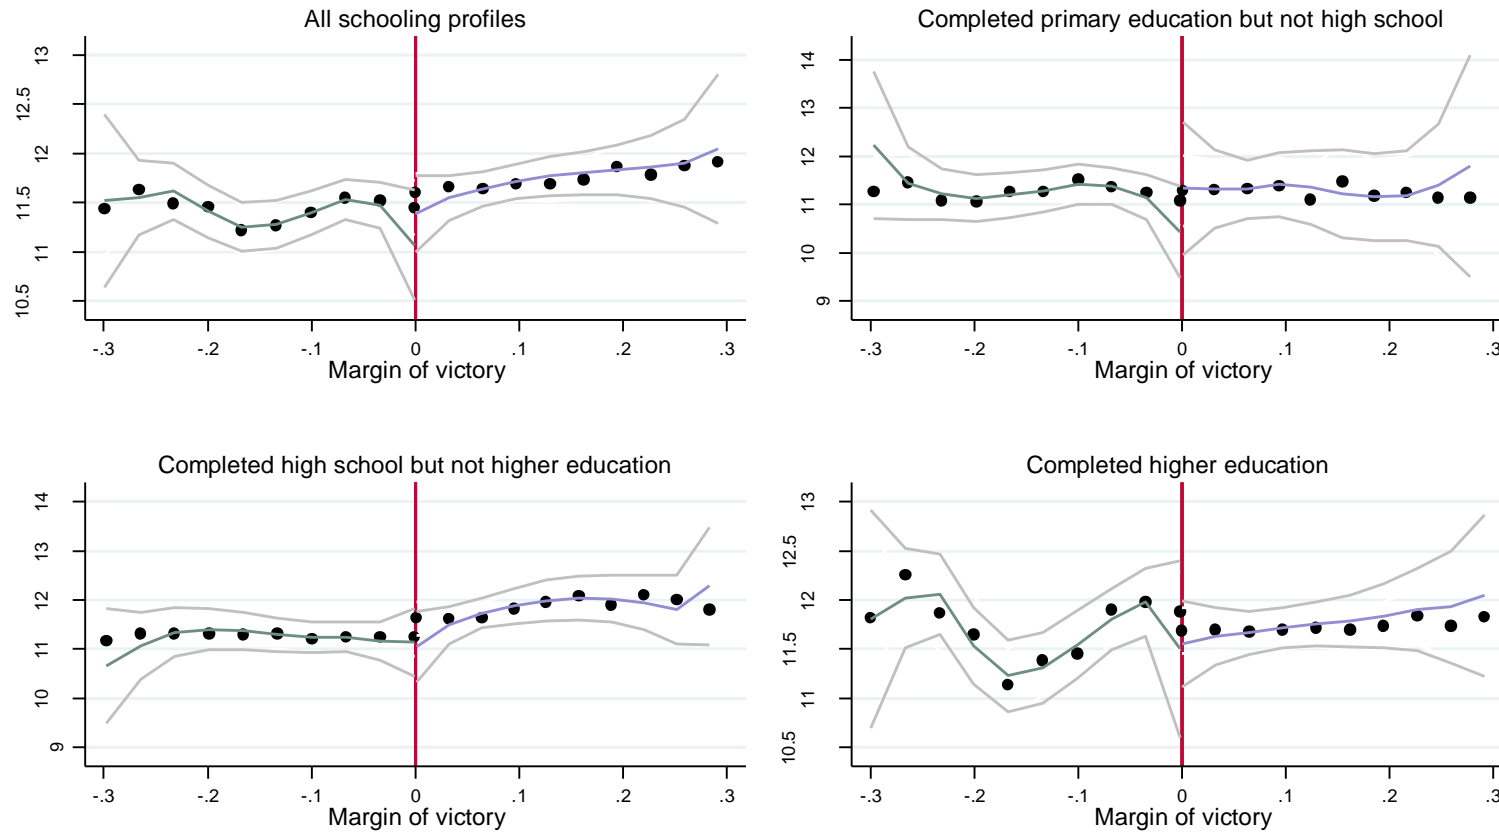 All schooling profiles
13
12.5
12
11.5
11
10.5
-.3 -.2 -.1 0 .1 .2 .3
Margin of victory
Completed primary education but not high school
14
13
12
11
10
9
-.3 -.2 -.1 0 .1 .2 .3
Margin of victory
Completed high school but not higher education
14
13
12
11
10
9
-.3 -.2 -.1 0 .1 .2 .3
Margin of victory
Completed higher education
13
12.5
12
11.5
11
10.5
-.3 -.2 -.1 0 .1 .2 .3
Margin of victory